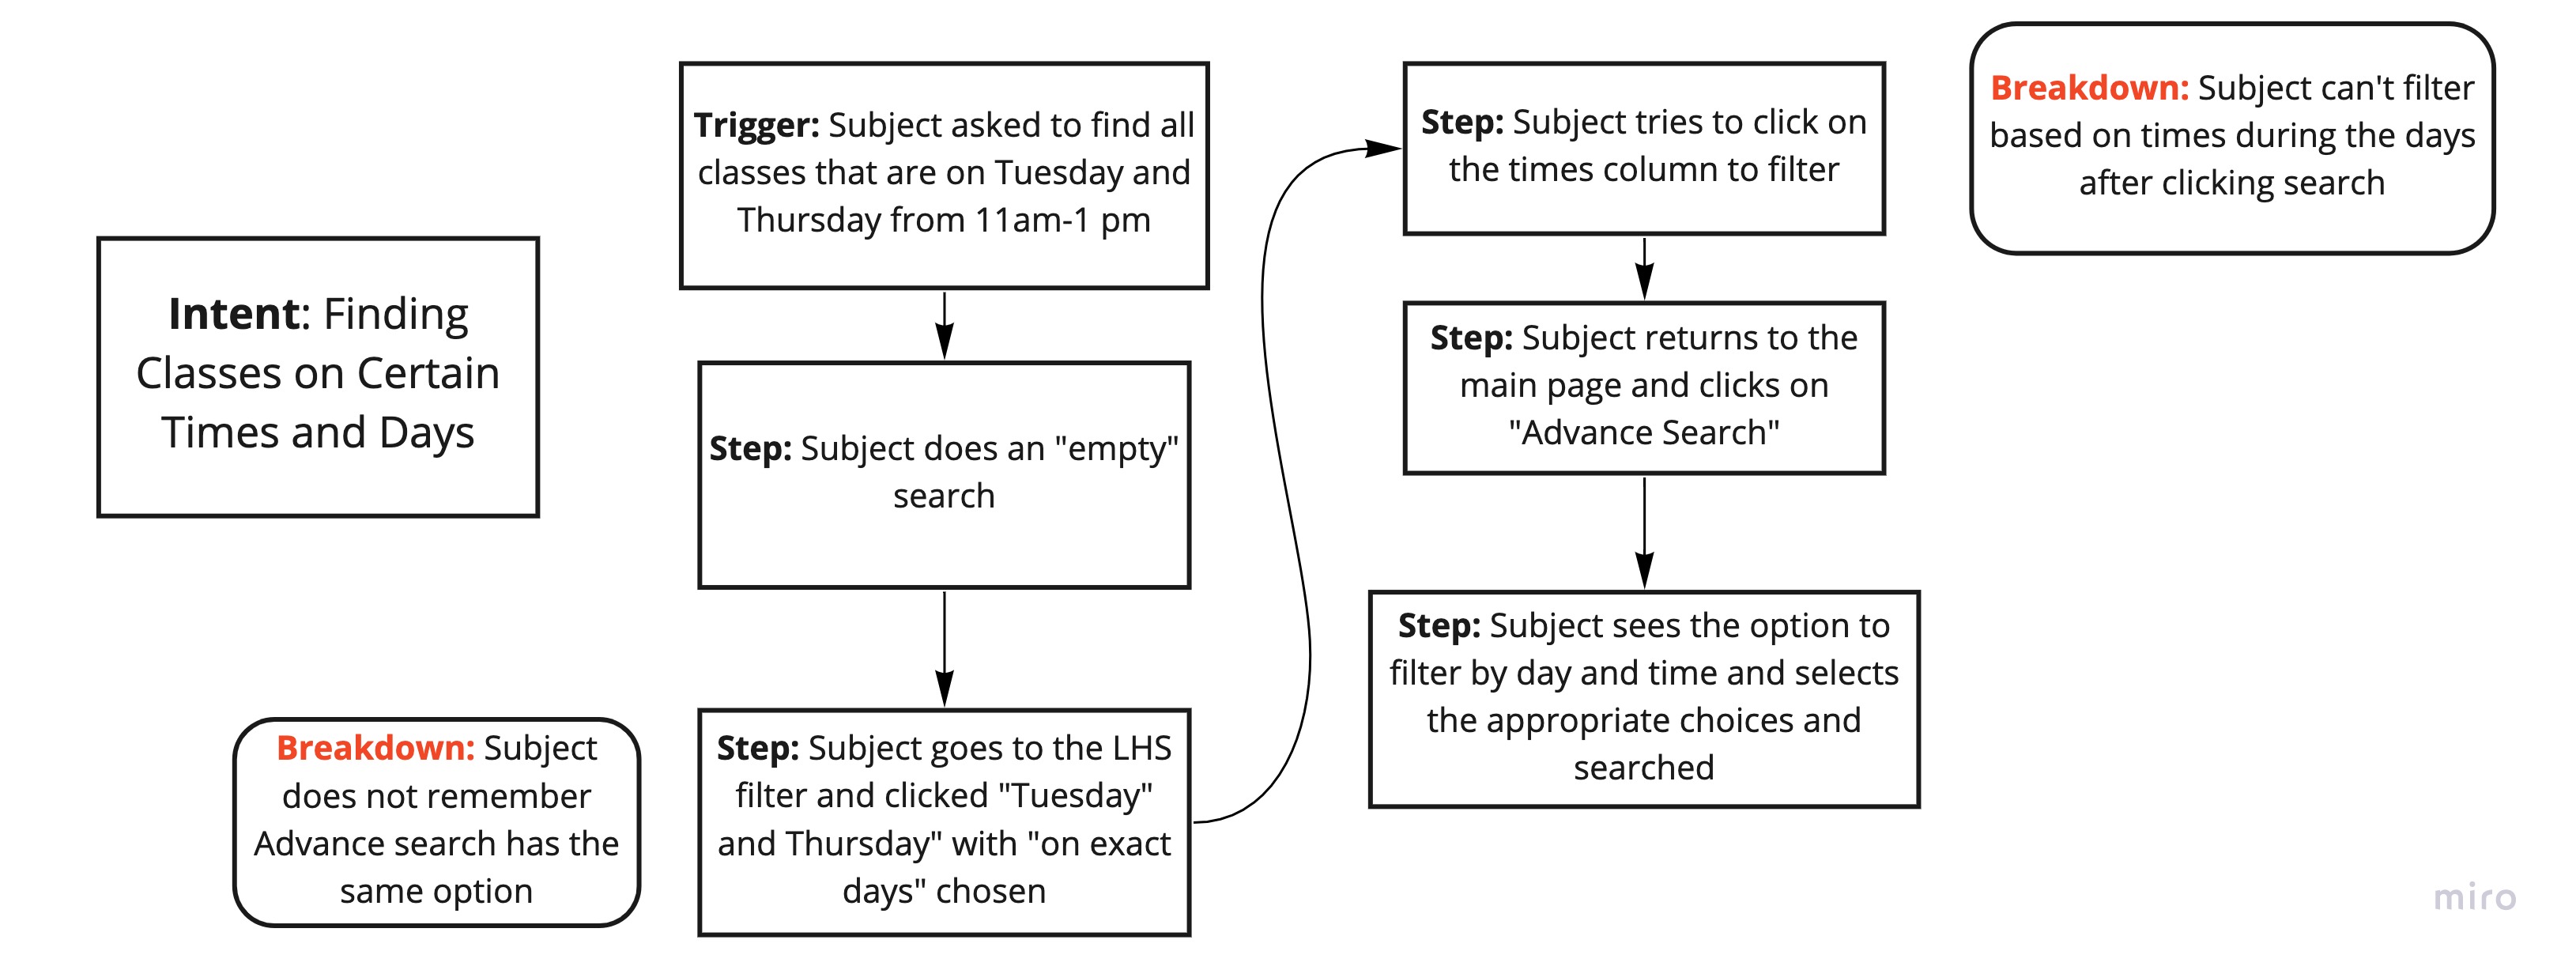 Intent: Finding
Classes on Certain
Times and Days
Trigger: Subject asked to find all
classes that are on Tuesday and
Thursday from 11am-1 pm
Step: Subject does an "empty"
search
Breakdown: Subject
does not remember
Advance search has the
same option
Step: Subject goes to the LHS
filter and clicked "Tuesday"
and Thursday" with "on exact
days" chosen
Step: Subject tries to click on
the times column to filter
Breakdown: Subject can't filter
based on times during the days
after clicking search
Step: Subject returns to the
main page and clicks on
"Advance Search"
Step: Subject sees the option to
filter by day and time and selects
the appropriate choices and
searched
miro